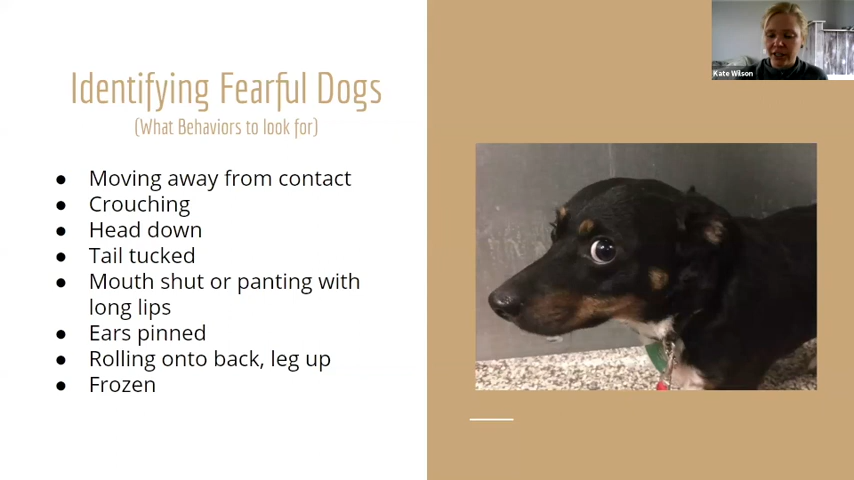 Identifying Fearful Dogs
(What Behaviors to look for)
● Moving away from contact
● Crouching
● Head down
● Tail tucked
● Mouth shut or panting with
long lips
● Ears pinned
● Rolling onto back, leg up
● Frozen
Kate Wilson